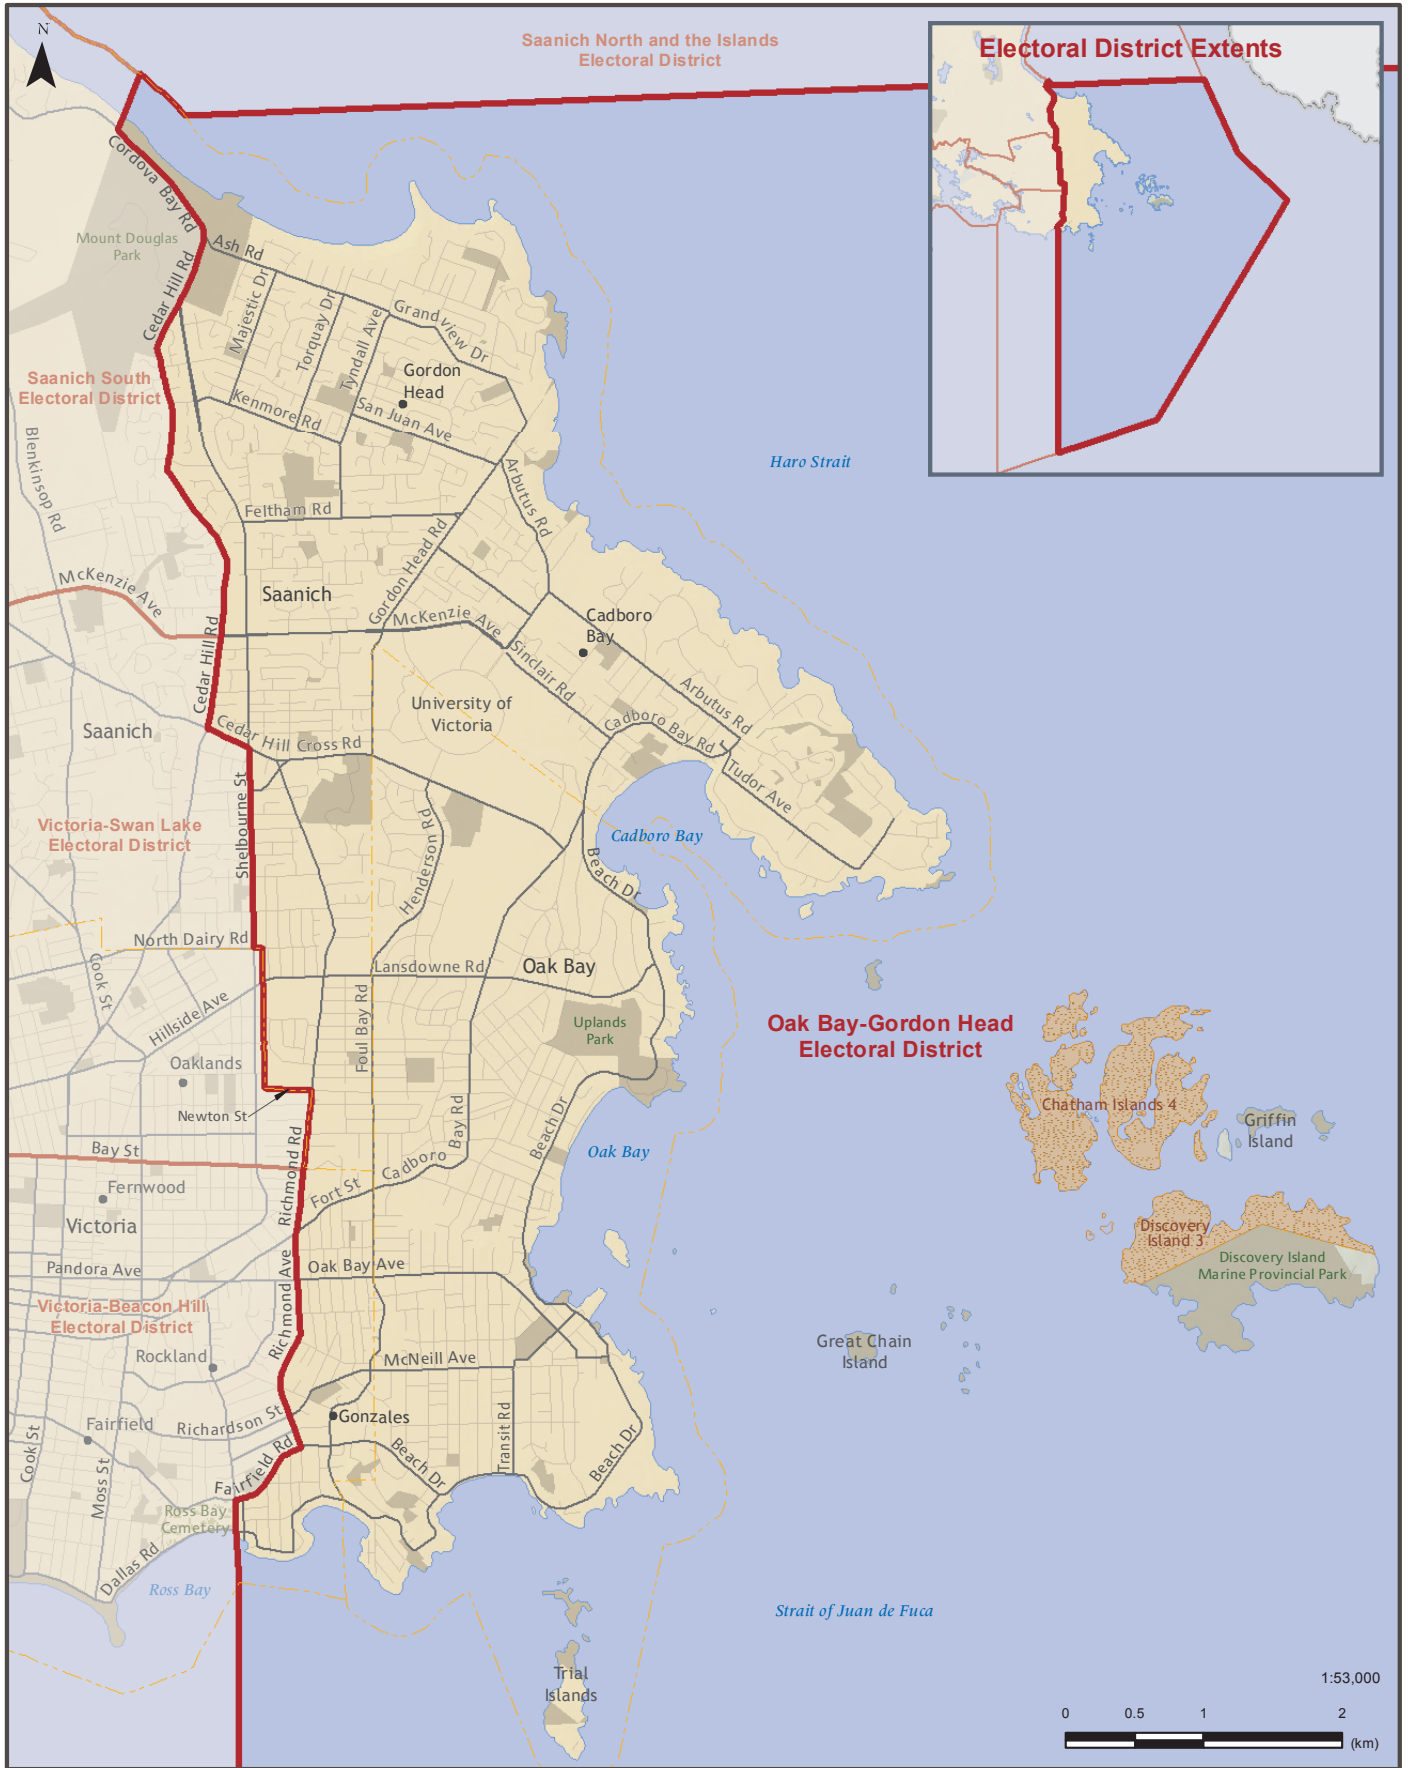 N
Saanich North and the Islands
Electoral District
Electoral District Extents
Cordova Bay Rd
Mount Douglas
Park
Ash Rd
Cedar Hill Rd
Majestic Dr
Torquay Dr
Tyndall Ave
Grandview Dr
Gordon
Head
Saanich South
Electoral District
Kenmore Rd
San Juan Ave
Blenkinsop Rd
Haro Strait
Arbutus Rd
Feltham Rd
Gordon Head Rd
McKenzie Ave
Saanich
McKenzie Ave
Cadboro
Bay
Cedar Hill Rd
Sinclair Rd
Arbutus Rd
University of
Victoria
Saanich
Cedar Hill Cross Rd
Cadboro Bay Rd
Tudor Ave
Shelbourne St
Victoria-Swan Lake
Electoral District
Henderson Rd
Cadboro Bay
Beach Dr
North Dairy Rd
Cook St
Lansdowne Rd
Oak Bay
Hillside Ave
Foul Bay Rd
Uplands
Park
Oak Bay-Gordon Head
Electoral District
Oaklands
Newton St
Chatham Islands 4
Griffin
Island
Bay St
Richmond Rd
Cadboro Bay Rd
Beach Dr
Oak Bay
Fernwood
Fort St
Victoria
Discovery
Island 3
Discovery Island
Marine Provincial Park
Pandora Ave
Richmond Ave
Oak Bay Ave
Victoria-Beacon Hill
Electoral District
Rockland
McNeill Ave
Great Chain
Island
Fairfield
Richardson St
Gonzales
Cook St
Moss St
Fairfield Rd
Beach Dr
Transit Rd
Beach Dr
Ross Bay
Cemetery
Dallas Rd
Ross Bay
Strait of Juan de Fuca
Trial
Islands
1:53,000
0 0.5 1 2
(km)